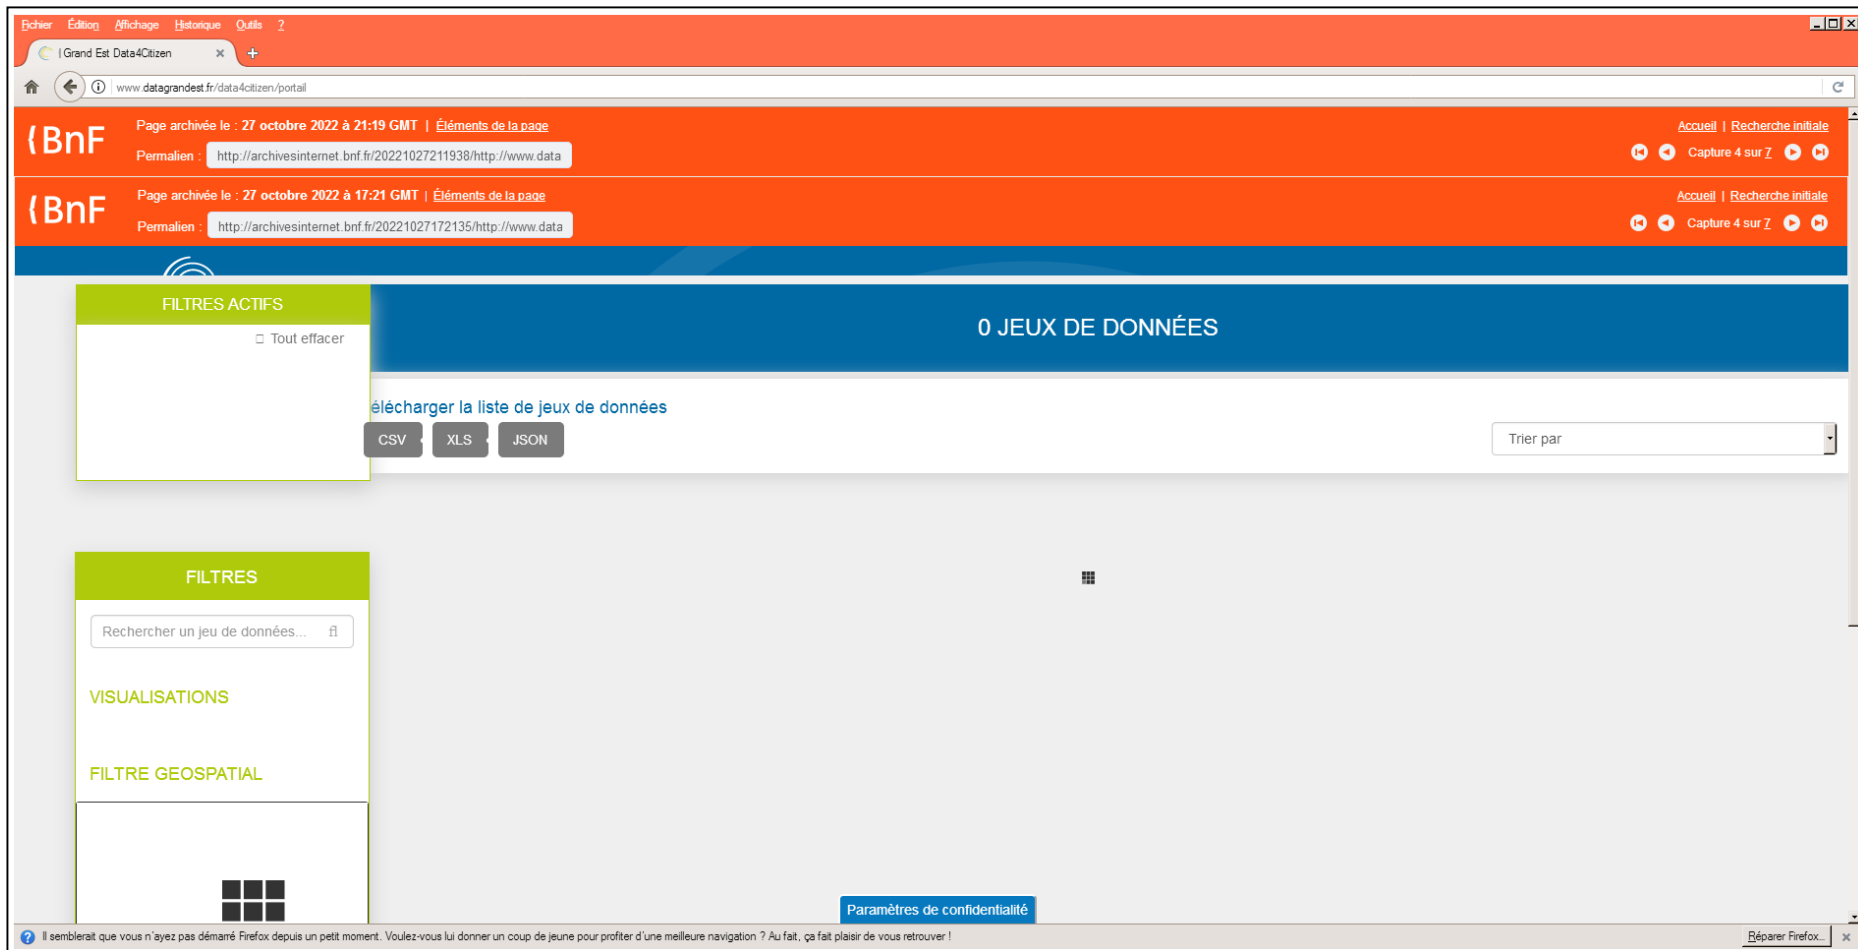 Fichier Édition Affichage Historique Outils ?
| Grand Est Data4Citizen
www.datagrandest.fr/data4citizen/portail
BnF
Page archivée le : 27 octobre 2022 à 21:19 GMT | Éléments de la page
Accueil | Recherche initiale
Permalien : http://archivesinternet.bnf.fr/20221027211938/http://www.data
Capture 4 sur 7
BnF
Page archivée le : 27 octobre 2022 à 17:21 GMT | Éléments de la page
Accueil | Recherche initiale
Permalien : http://archivesinternet.bnf.fr/20221027172135/http://www.data
Capture 4 sur 7
FILTRES ACTIFS
Tout effacer
0 JEUX DE DONNÉES
élécharger la liste de jeux de données
CSV XLS JSON
Trier par
FILTRES
Rechercher un jeu de données... fl
VISUALISATIONS
FILTRE GEOSPATIAL
Paramètres de confidentialité
Il semblerait que vous n'ayez pas démarré Firefox depuis un petit moment. Voulez-vous lui donner un coup de jeune pour profiter d'une meilleure navigation ? Au fait, ça fait plaisir de vous retrouver !
Réparer Firefox...